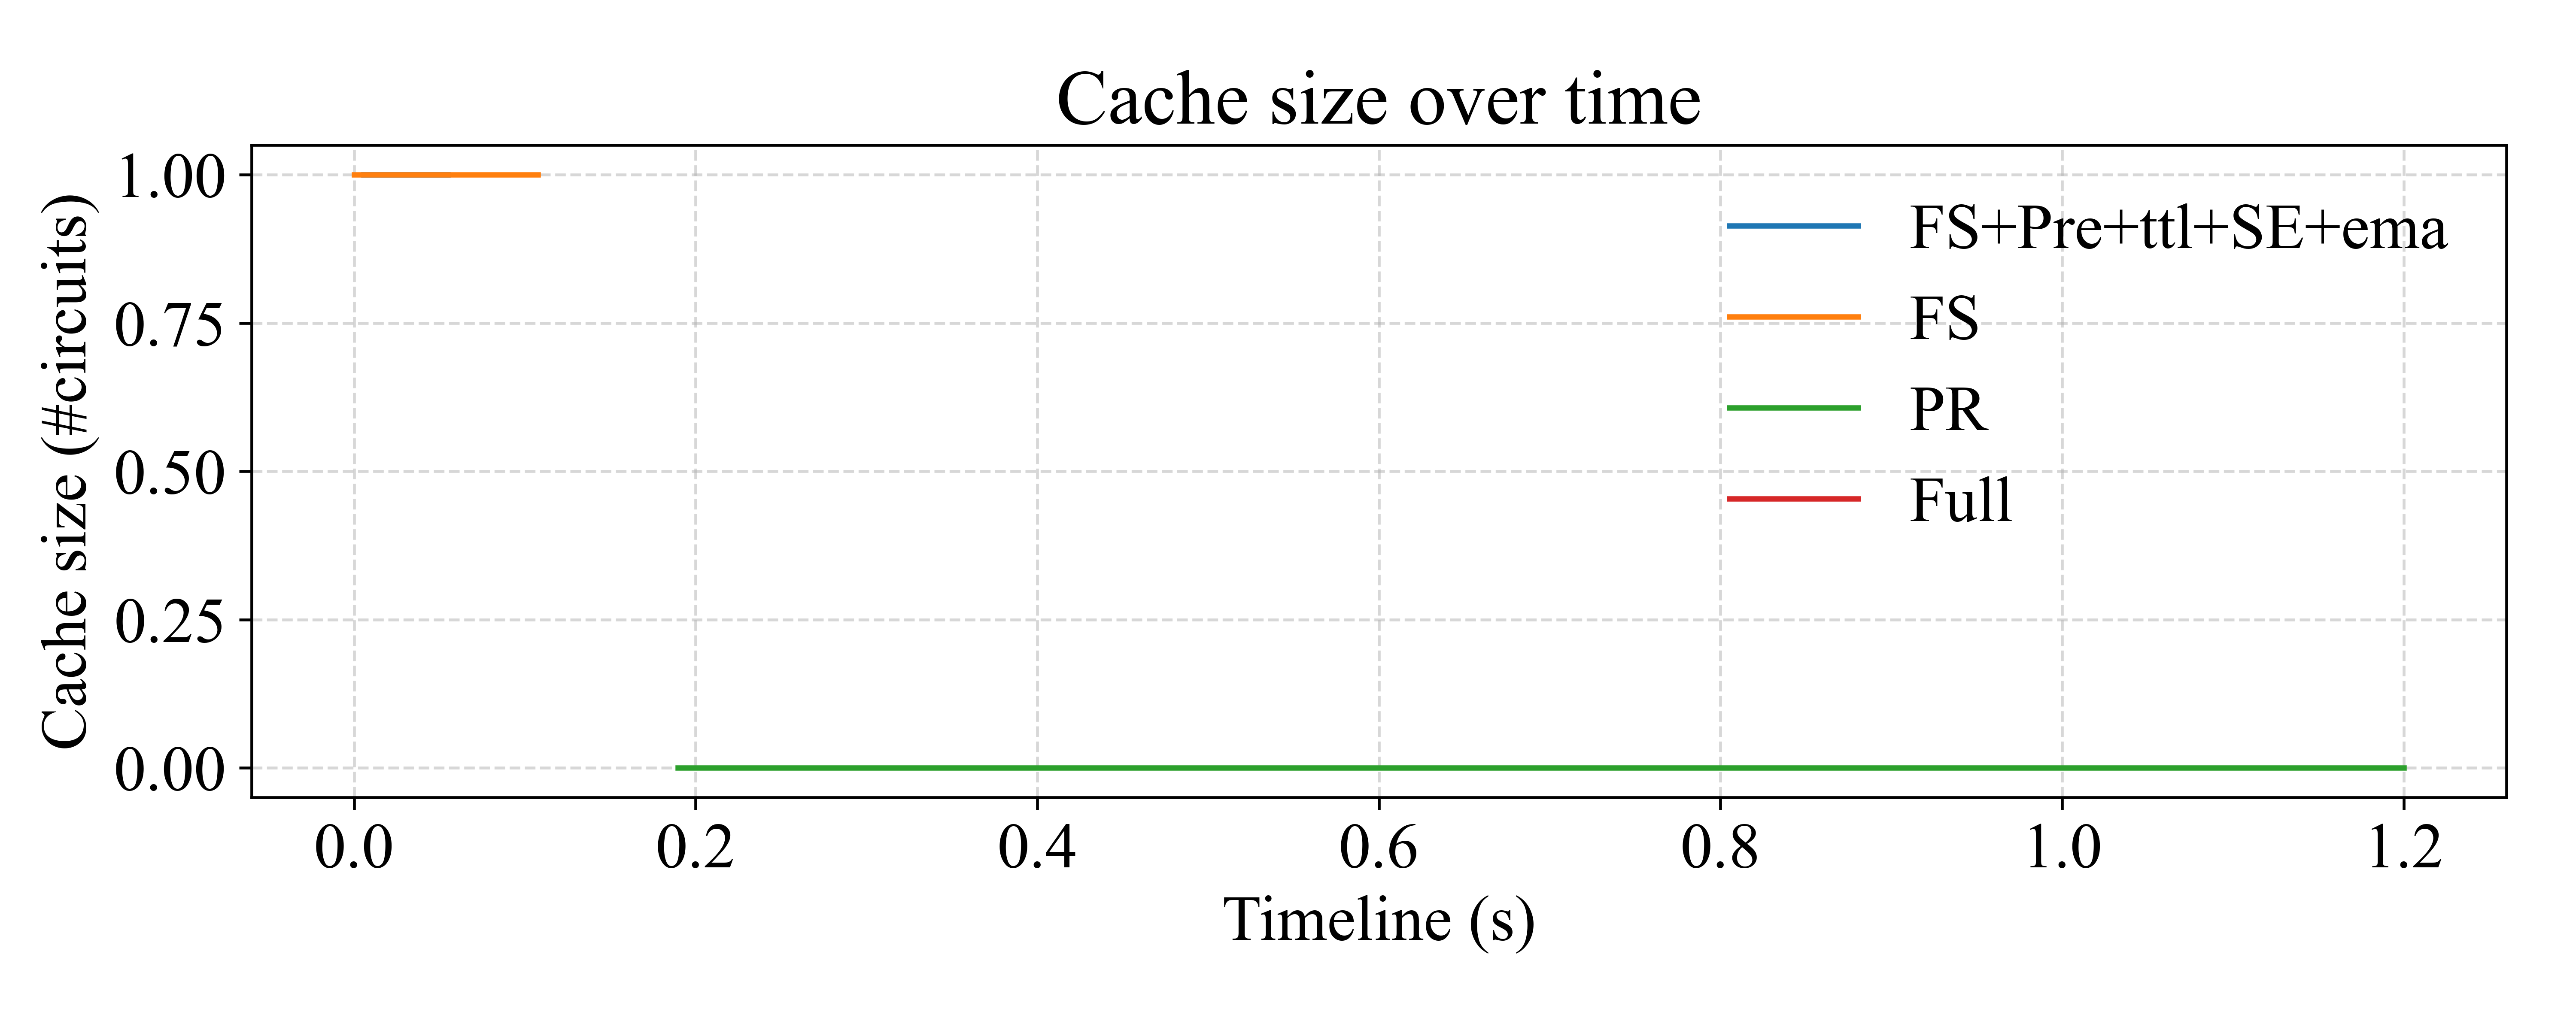 Cache size over time
Cache size (#circuits)
1.00
0.75
0.50
0.25
0.00
FS+Pre+ttl+SE+ema
FS
PR
Full
0.0 0.2 0.4 0.6 0.8 1.0 1.2
Timeline (s)